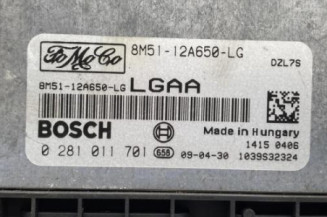 FoMoCo 8M51-12A650-LG DZL7S
8M51-12A650-LG LGAA
BOSCH Made in Hungary
1415 0406
0 281 011 701 658 09-04-30 1039S32324